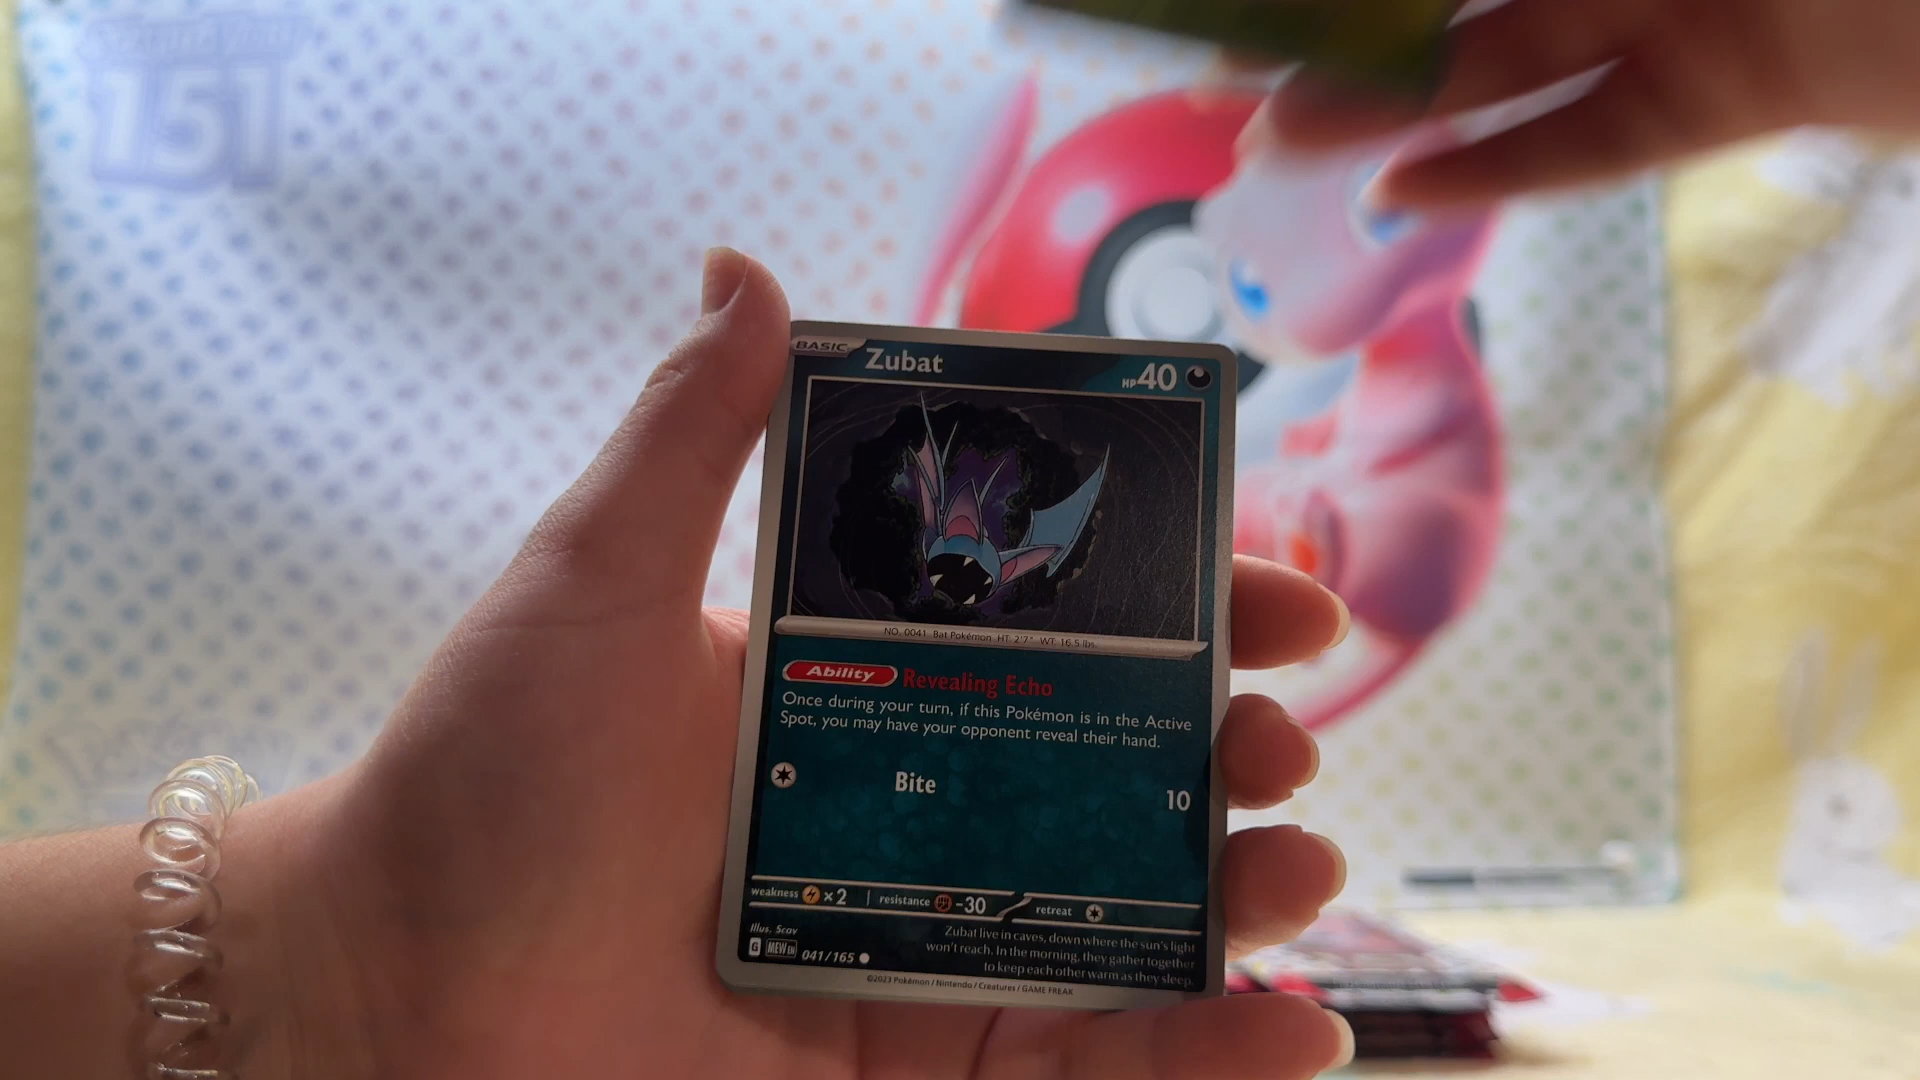 151
BASIC Zubat HP 40
NO. 0041 Bat Pokémon HT: 2'7" WT: 16.5 lbs.
Ability Revealing Echo
Once during your turn, if this Pokémon is in the Active
Spot, you may have your opponent reveal their hand.
Bite 10
weakness ×2 resistance -30 retreat
Illus. Scav
G MEW EN 041/165
Zubat live in caves, down where the sun's light
won't reach. In the morning, they gather together
to keep each other warm as they sleep.
©2023 Pokémon / Nintendo / Creatures / GAME FREAK